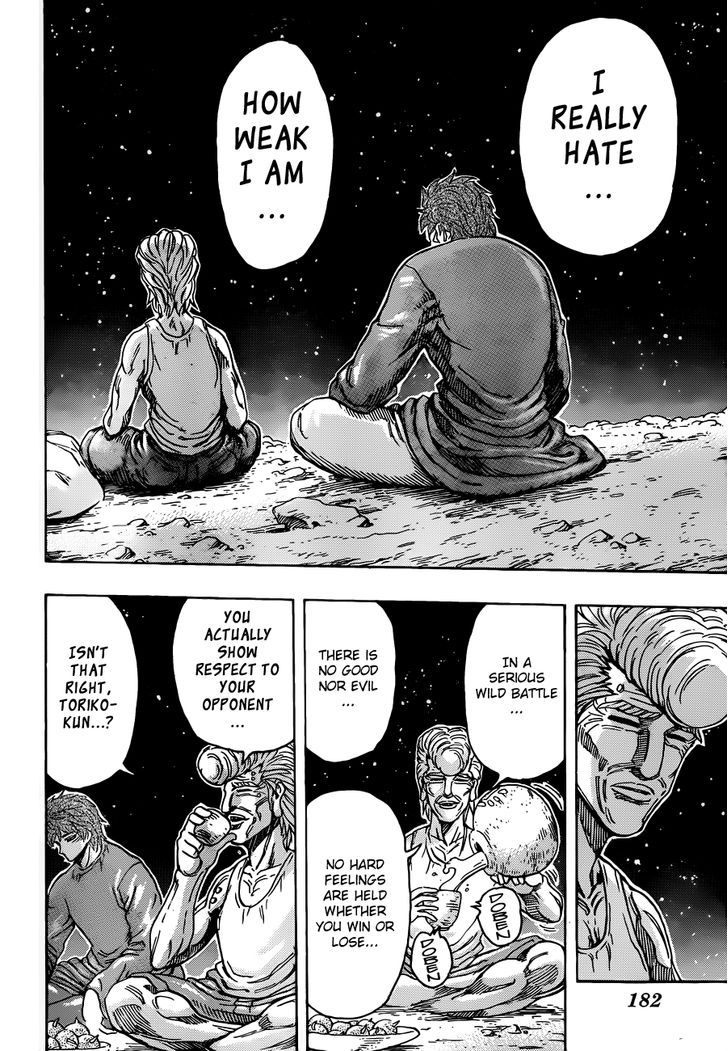 I
REALLY
HATE
...
HOW
WEAK
I AM
...
IN A
SERIOUS
WILD BATTLE
...
THERE IS
NO GOOD
NOR EVIL
...
NO HARD
FEELINGS
ARE HELD
WHETHER
YOU WIN OR
LOSE...
DOBEN
DOBEN
YOU
ACTUALLY
SHOW
RESPECT TO
YOUR
OPPONENT
...
ISN'T
THAT
RIGHT,
TORIKO-
KUN...?
182